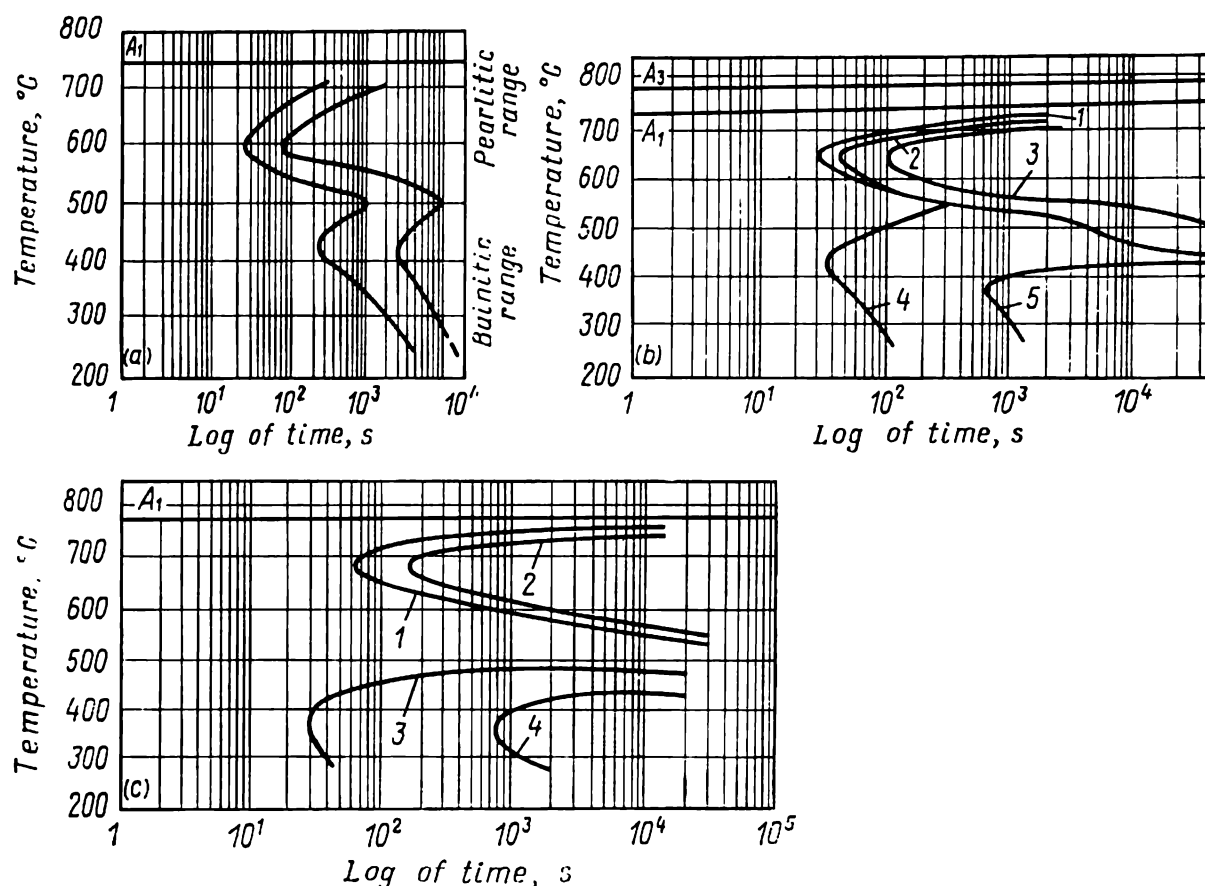 800
A1
700
600
500
400
300
200
(a)
Temperature, °C
1 10¹ 10² 10³ 10⁴
Log of time, s
Pearlitic range
Bainitic range
800
A3
700
A1
600
500
400
300
200
(b)
Temperature, °C
1
2
3
4
5
1 10¹ 10² 10³ 10⁴
Log of time, s
800
A1
700
600
500
400
300
200
(c)
Temperature, °C
1
2
3
4
1 10¹ 10² 10³ 10⁴ 10⁵
Log of time, s